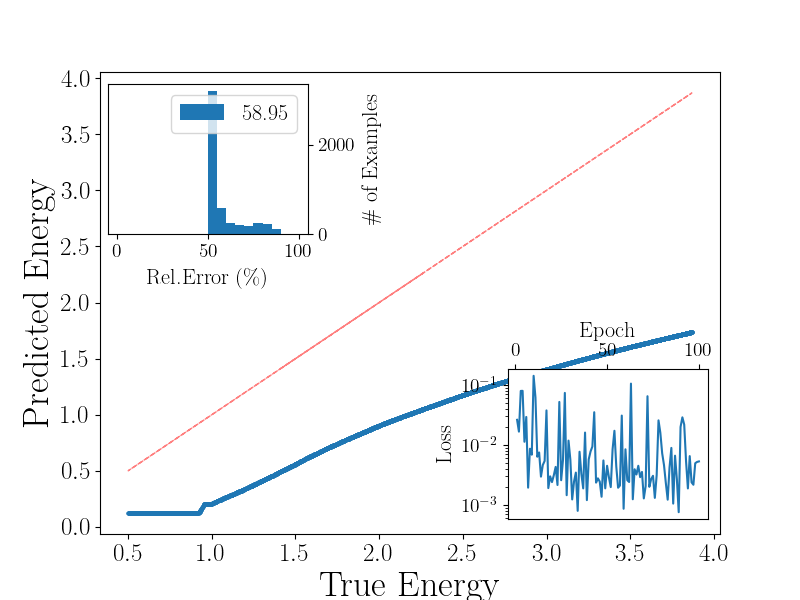 4.0
3.5
3.0
2.5
2.0
1.5
1.0
0.5
0.0
Predicted Energy
0.5 1.0 1.5 2.0 2.5 3.0 3.5 4.0
True Energy
58.95
2000
0
# of Examples
0 50 100
Rel.Error (%)
Epoch
0 50 100
10⁻¹
10⁻²
10⁻³
Loss